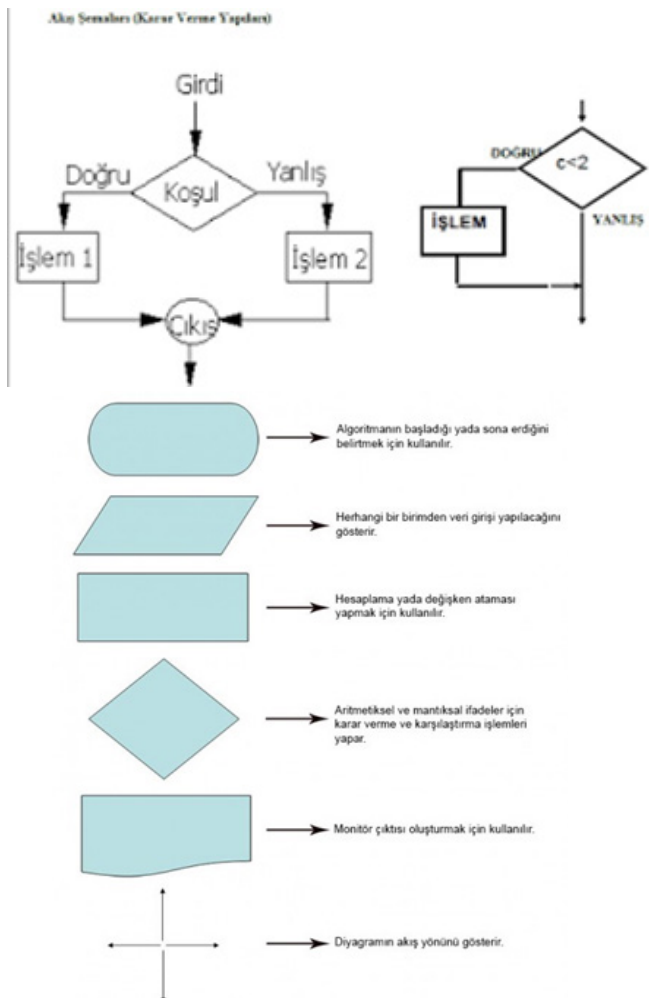 Akış Şemaları (Karar Verme Yapıları)
Girdi
Doğru
Koşul
Yanlış
İşlem 1
İşlem 2
Çıkış
DOĞRU
c<2
İŞLEM
YANLIŞ
Algoritmanın başladığı yada sona erdiğini
belirtmek için kullanılır.
Herhangi bir birimden veri girişi yapılacağını
gösterir.
Hesaplama yada değişken ataması
yapmak için kullanılır.
Aritmetiksel ve mantıksal ifadeler için
karar verme ve karşılaştırma işlemleri
yapar.
Monitör çıktısı oluşturmak için kullanılır.
Diyagramın akış yönünü gösterir.